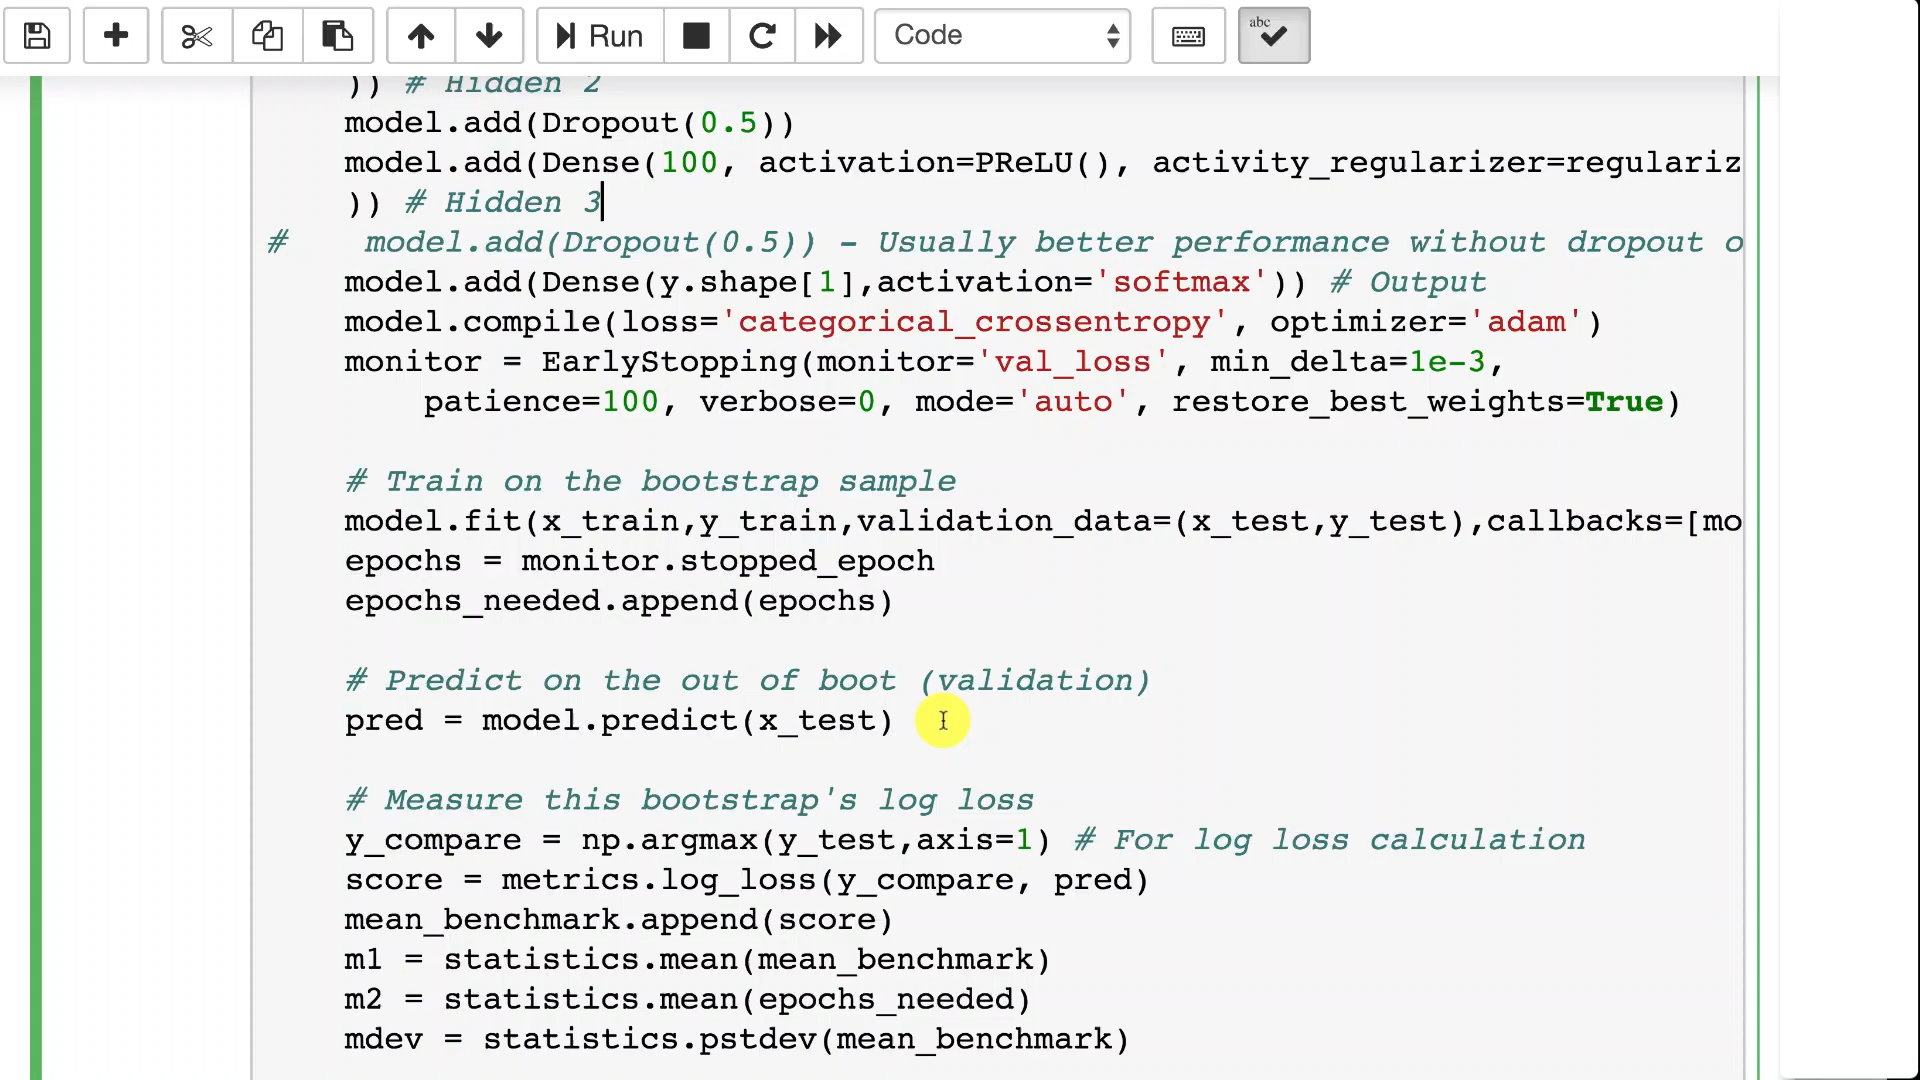 Run
Code
abc
)) # Hidden 2
model.add(Dropout(0.5))
model.add(Dense(100, activation=PReLU(), activity_regularizer=regulariz
)) # Hidden 3
#    model.add(Dropout(0.5)) - Usually better performance without dropout o
model.add(Dense(y.shape[1],activation='softmax')) # Output
model.compile(loss='categorical_crossentropy', optimizer='adam')
monitor = EarlyStopping(monitor='val_loss', min_delta=1e-3,
patience=100, verbose=0, mode='auto', restore_best_weights=True)
# Train on the bootstrap sample
model.fit(x_train,y_train,validation_data=(x_test,y_test),callbacks=[mo
epochs = monitor.stopped_epoch
epochs_needed.append(epochs)
# Predict on the out of boot (validation)
pred = model.predict(x_test)
# Measure this bootstrap's log loss
y_compare = np.argmax(y_test,axis=1) # For log loss calculation
score = metrics.log_loss(y_compare, pred)
mean_benchmark.append(score)
m1 = statistics.mean(mean_benchmark)
m2 = statistics.mean(epochs_needed)
mdev = statistics.pstdev(mean_benchmark)